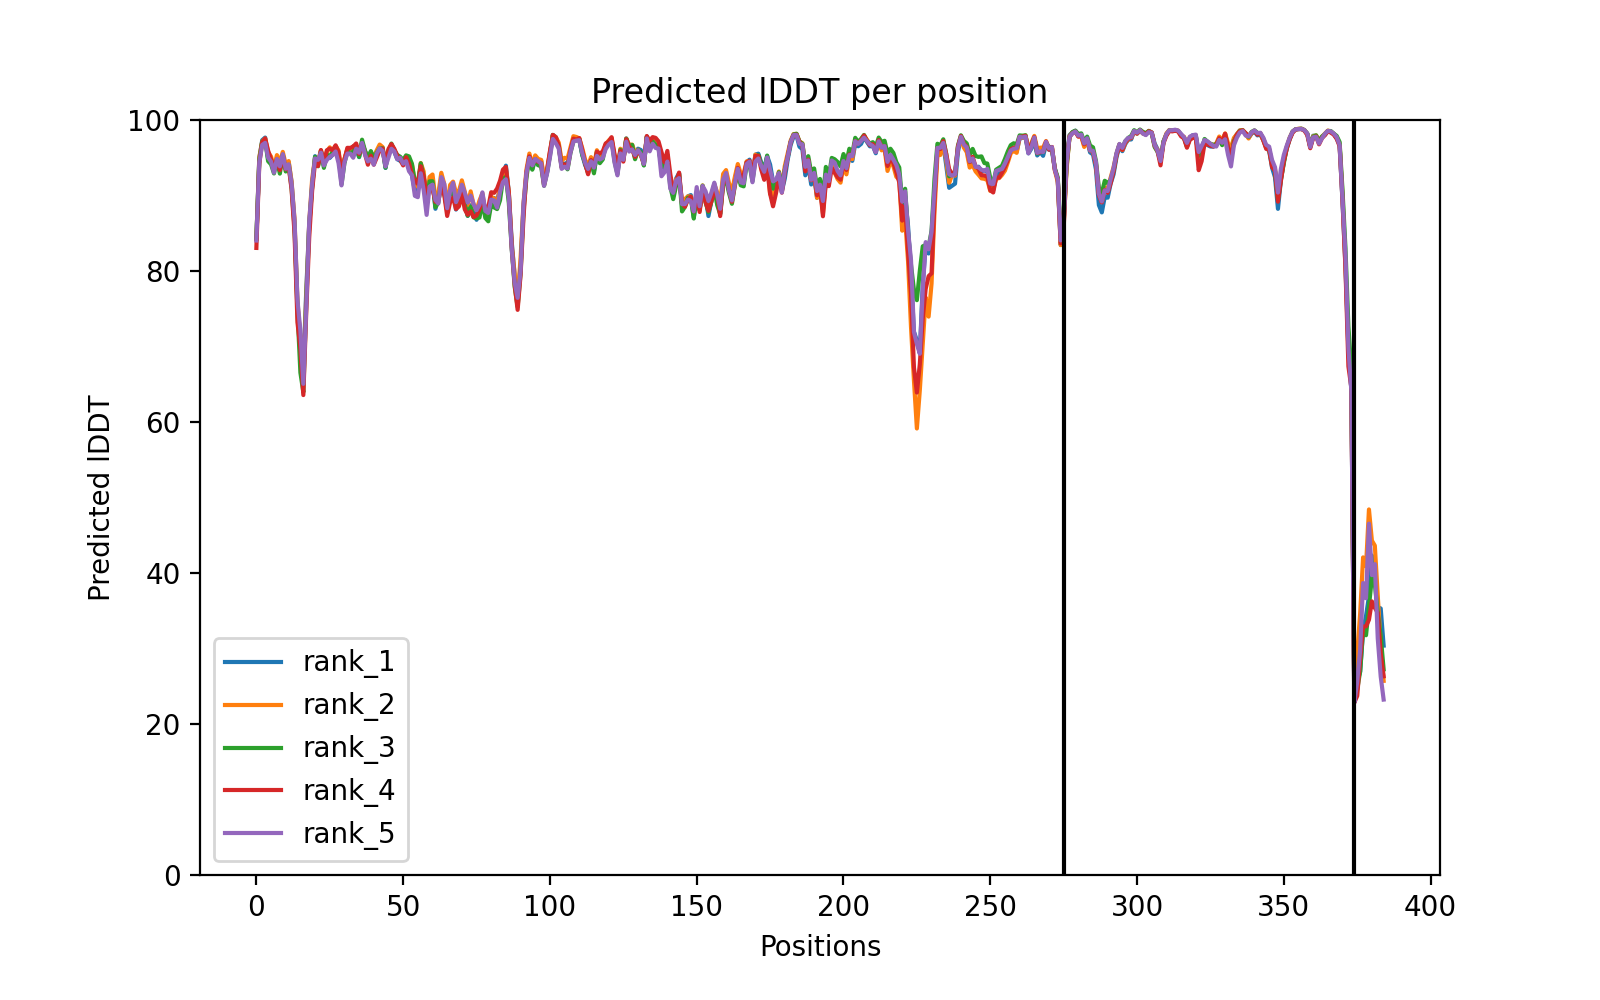 Predicted lDDT per position
100
80
60
40
20
0
Predicted lDDT
rank_1
rank_2
rank_3
rank_4
rank_5
0 50 100 150 200 250 300 350 400
Positions